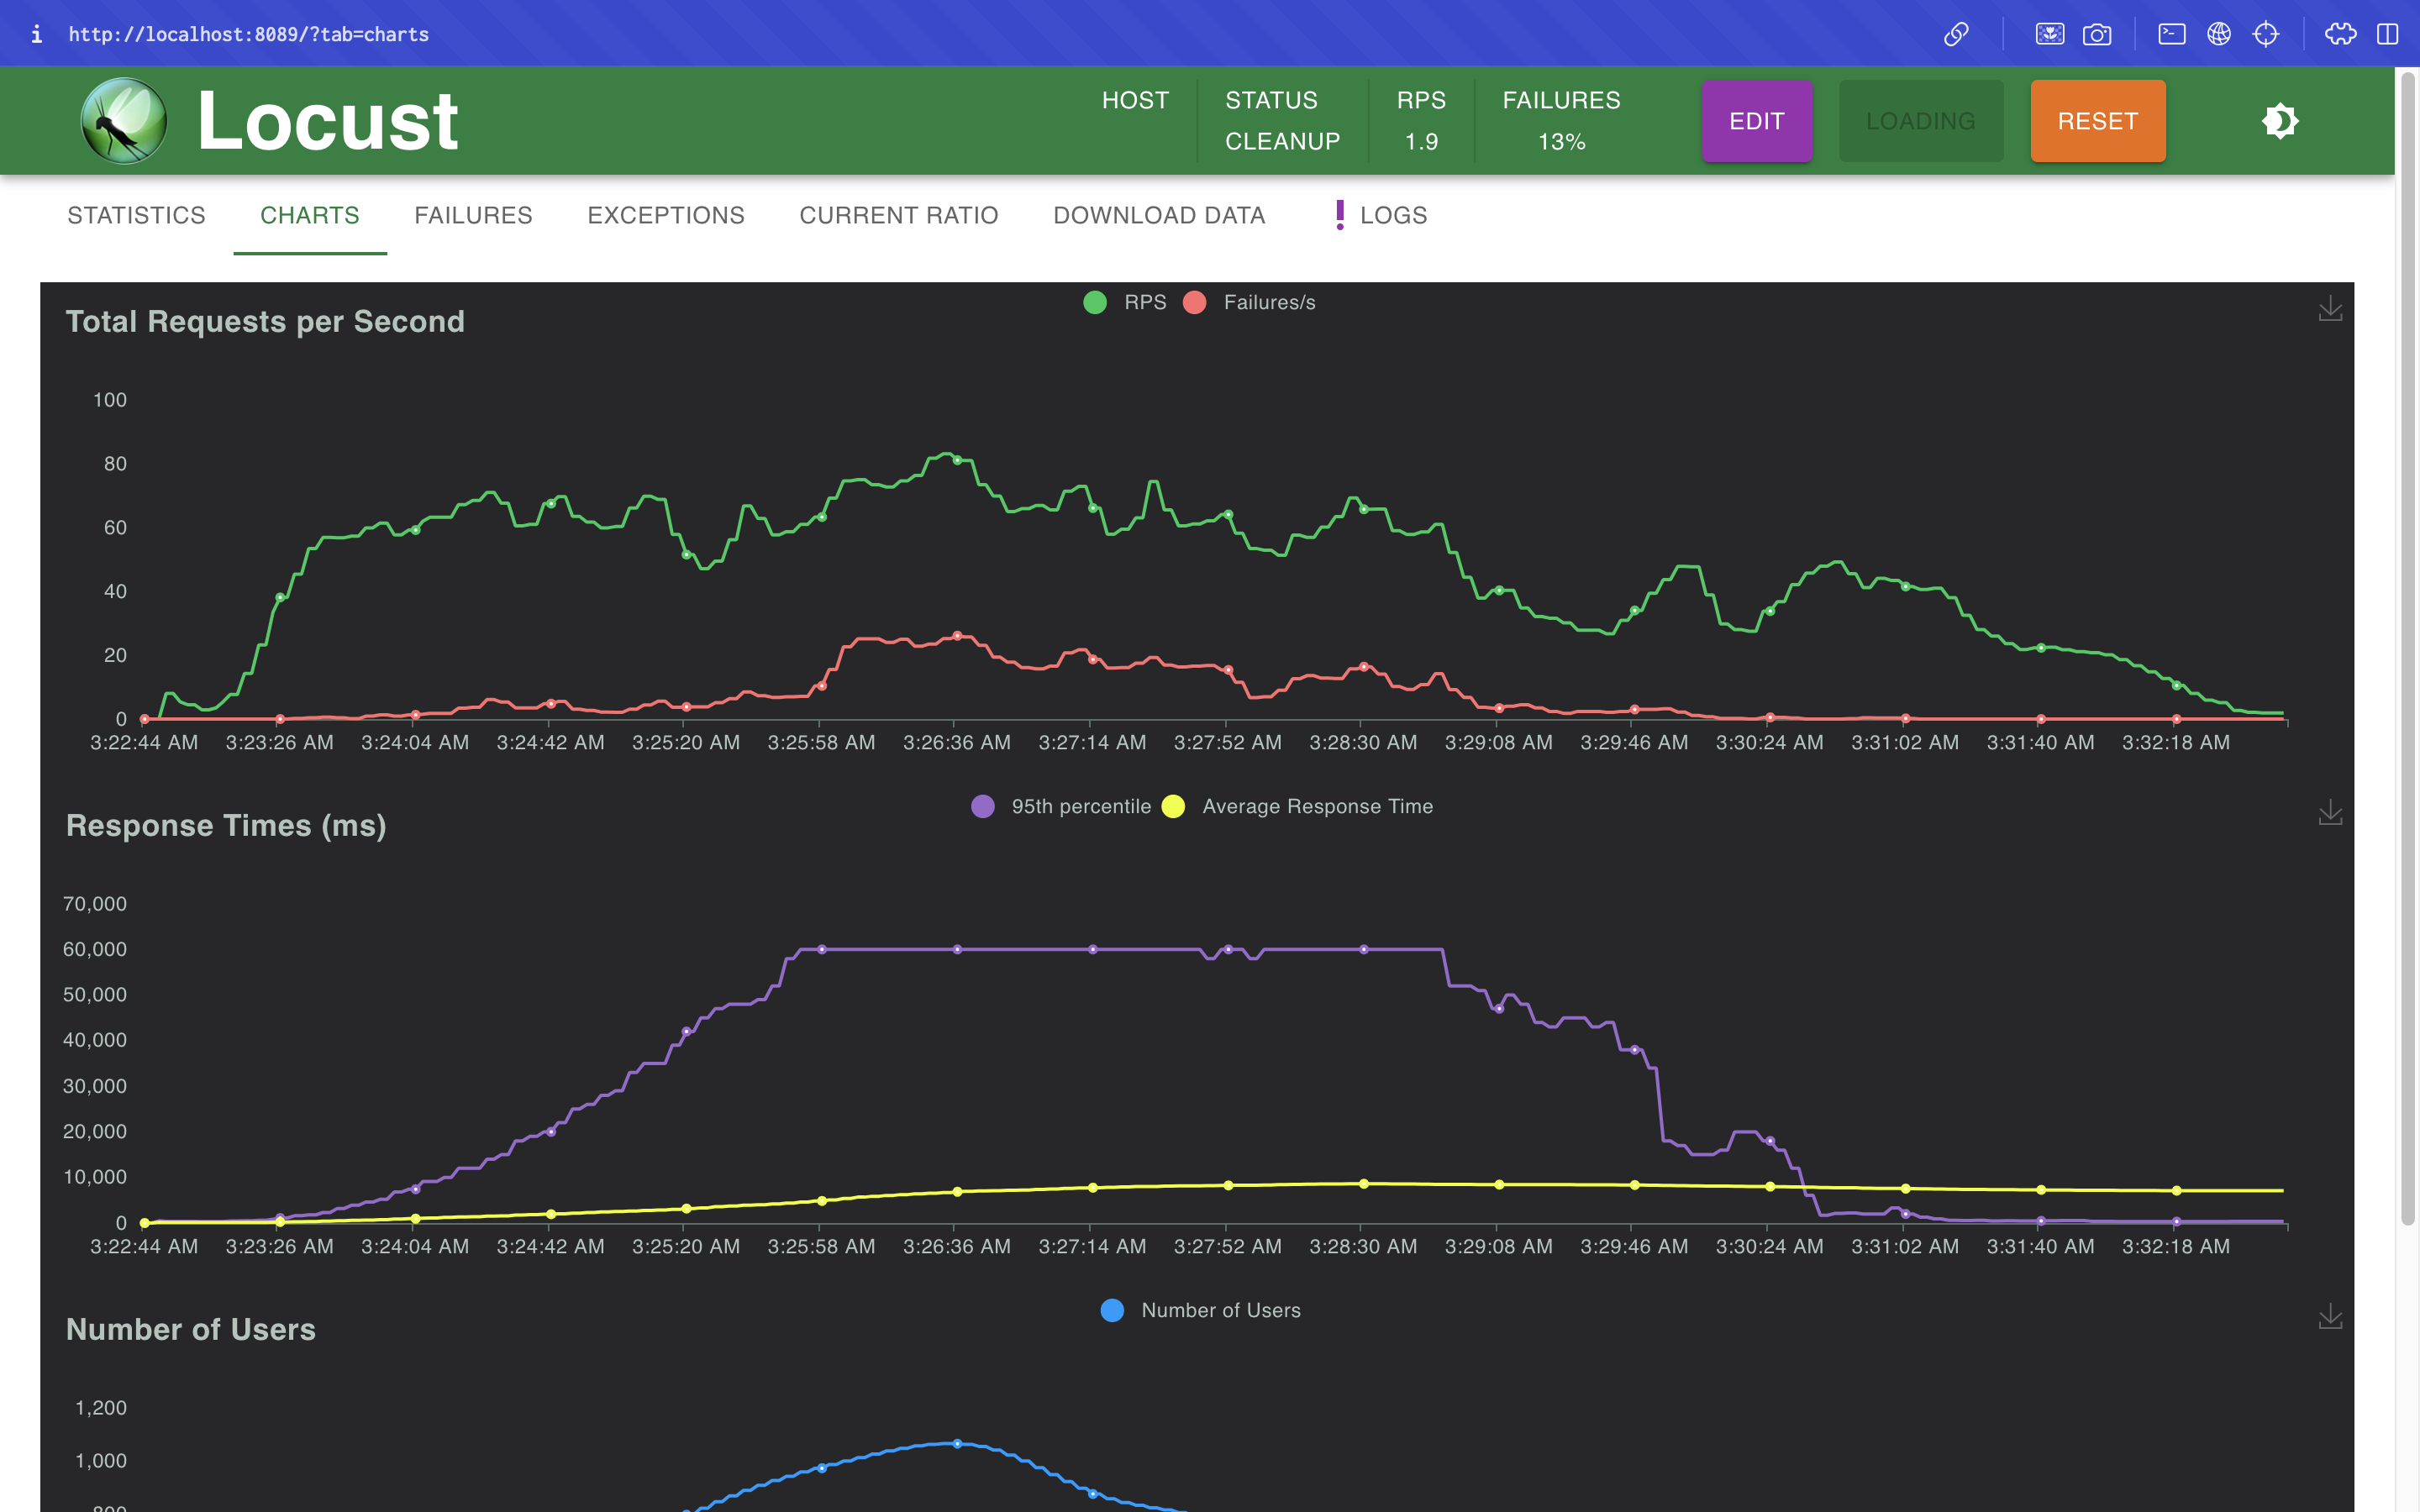 http://localhost:8089/?tab=charts
Locust
HOST STATUS RPS FAILURES
CLEANUP 1.9 13%
EDIT LOADING RESET
STATISTICS CHARTS FAILURES EXCEPTIONS CURRENT RATIO DOWNLOAD DATA LOGS
RPS Failures/s
Total Requests per Second
100
80
60
40
20
0
3:22:44 AM 3:23:26 AM 3:24:04 AM 3:24:42 AM 3:25:20 AM 3:25:58 AM 3:26:36 AM 3:27:14 AM 3:27:52 AM 3:28:30 AM 3:29:08 AM 3:29:46 AM 3:30:24 AM 3:31:02 AM 3:31:40 AM 3:32:18 AM
95th percentile Average Response Time
Response Times (ms)
70,000
60,000
50,000
40,000
30,000
20,000
10,000
0
3:22:44 AM 3:23:26 AM 3:24:04 AM 3:24:42 AM 3:25:20 AM 3:25:58 AM 3:26:36 AM 3:27:14 AM 3:27:52 AM 3:28:30 AM 3:29:08 AM 3:29:46 AM 3:30:24 AM 3:31:02 AM 3:31:40 AM 3:32:18 AM
Number of Users
Number of Users
1,200
1,000
800